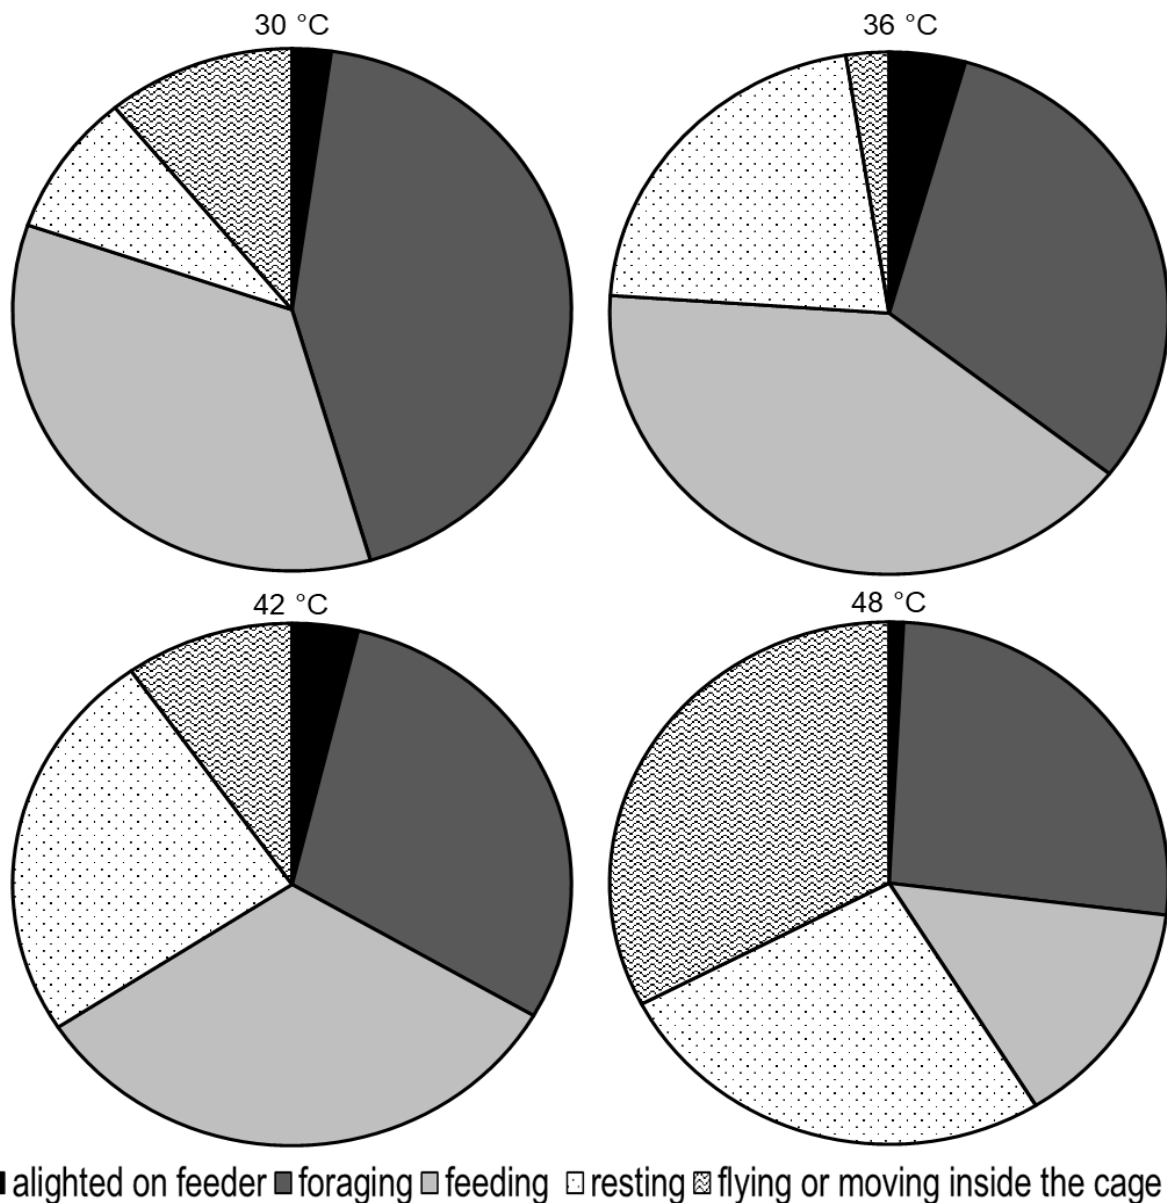 30 °C
36 °C
42 °C
48 °C
alighted on feeder foraging feeding resting flying or moving inside the cage